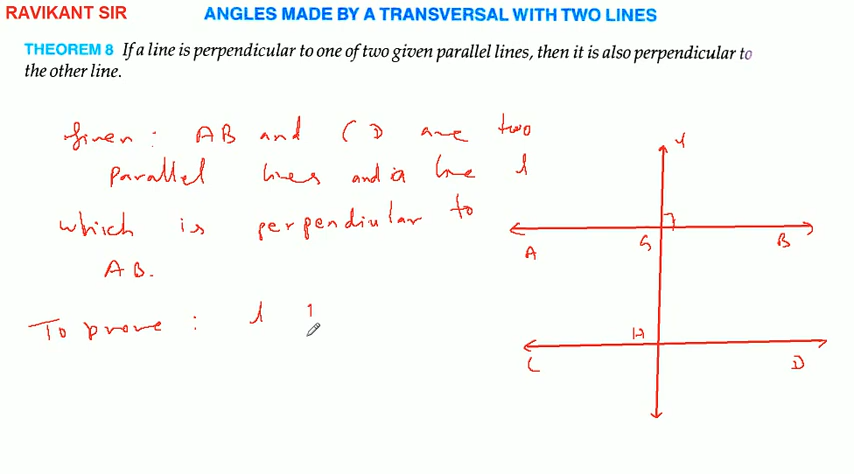 RAVIKANT SIR
ANGLES MADE BY A TRANSVERSAL WITH TWO LINES
THEOREM 8 If a line is perpendicular to one of two given parallel lines, then it is also perpendicular to
the other line.
Given : AB and CD are two
parallel lines and a line l
which is perpendiular to
AB.
To prove : l
A
G
B
H
C
D